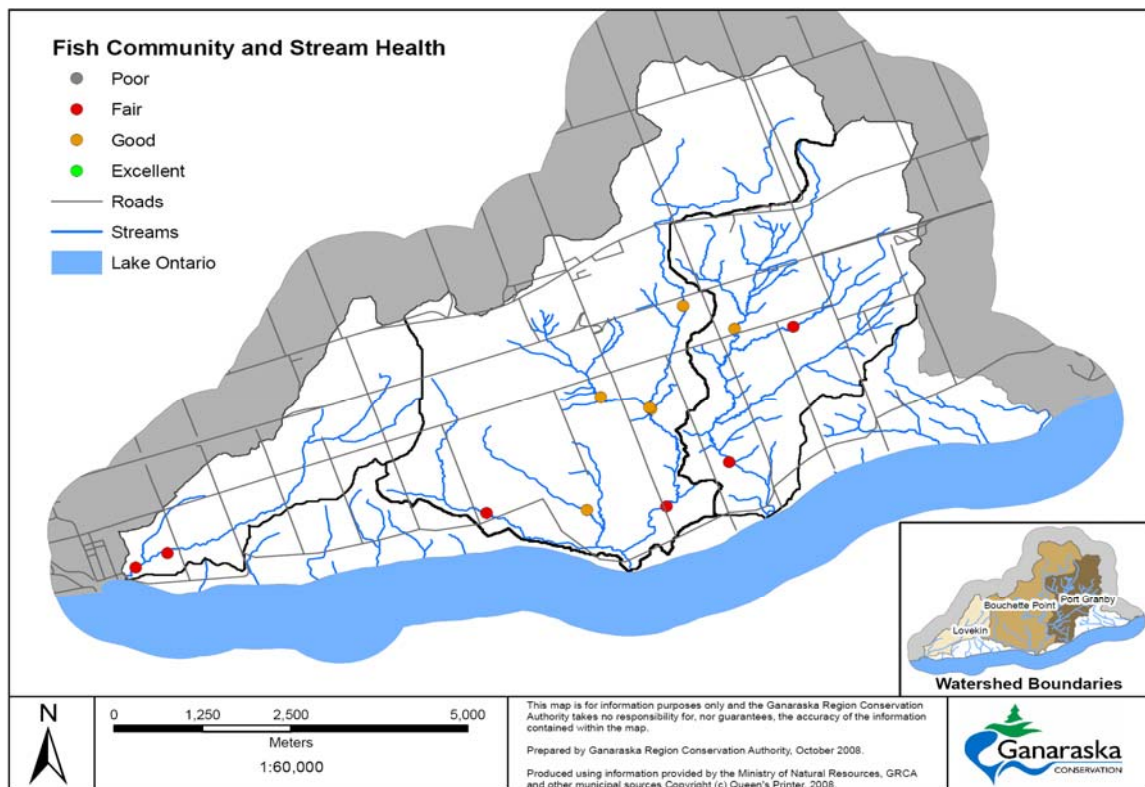 Fish Community and Stream Health
Poor
Fair
Good
Excellent
Roads
Streams
Lake Ontario
Lovekin
Bouchette Point
Port Granby
Watershed Boundaries
N
0 1,250 2,500 5,000
Meters
1:60,000
This map is for information purposes only and the Ganaraska Region Conservation
Authority takes no responsibility for, nor guarantees, the accuracy of the information
contained within the map.
Prepared by Ganaraska Region Conservation Authority, October 2008.
Produced using information provided by the Ministry of Natural Resources, GRCA
and other municipal sources Copyright (c) Queen's Printer, 2008.
Ganaraska
CONSERVATION